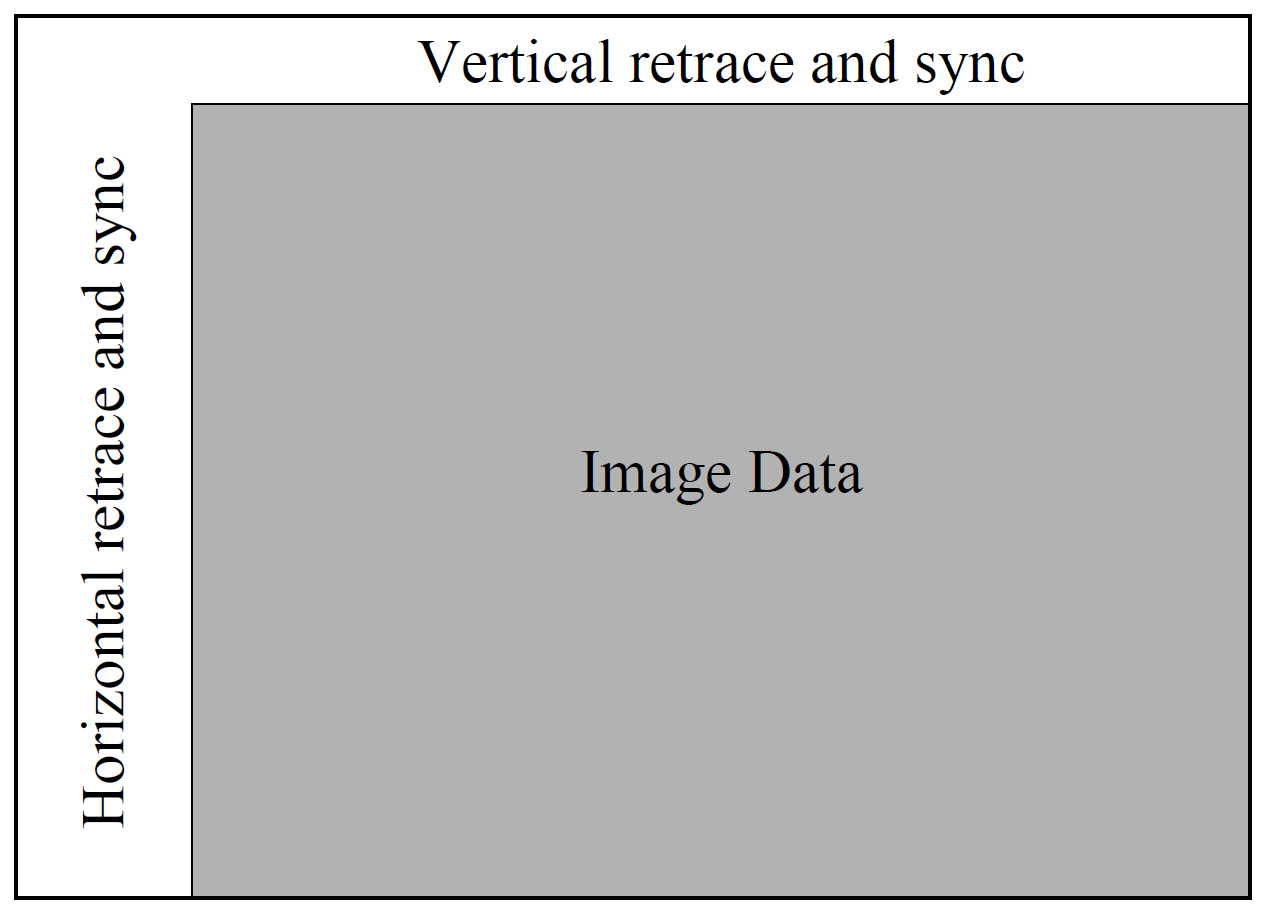 Vertical retrace and sync
Horizontal retrace and sync
Image Data